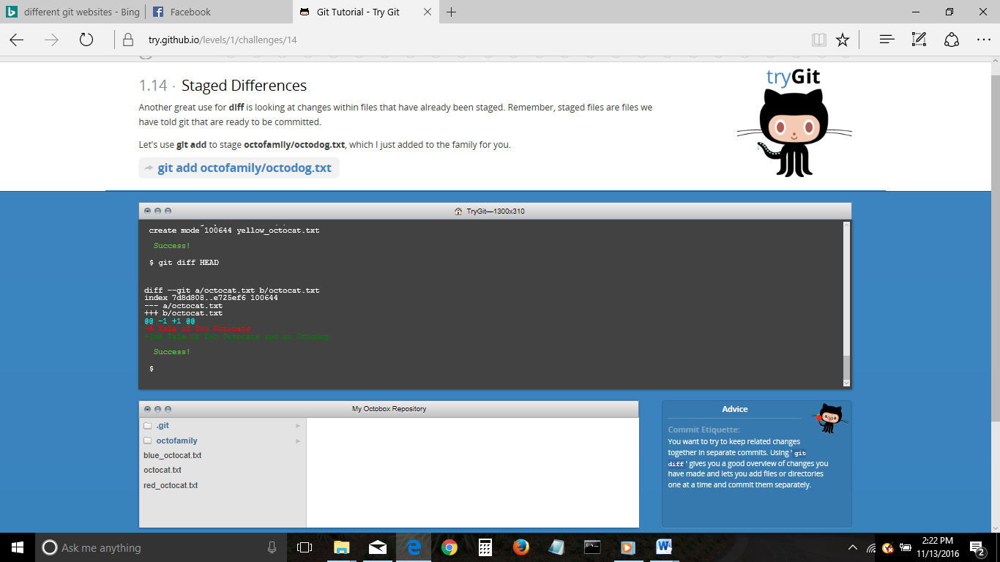 different git websites - Bing
Facebook
Git Tutorial - Try Git
try.github.io/levels/1/challenges/14
1.14 · Staged Differences
tryGit
Another great use for diff is looking at changes within files that have already been staged. Remember, staged files are files we
have told git that are ready to be committed.
Let's use git add to stage octofamily/octodog.txt, which I just added to the family for you.
git add octofamily/octodog.txt
TryGit—1300x310
create mode 100644 yellow_octocat.txt
Success!
$ git diff HEAD
diff --git a/octocat.txt b/octocat.txt
index 7d8d808..e725ef6 100644
--- a/octocat.txt
+++ b/octocat.txt
@@ -1 +1 @@
-A Tale of Two Octocats
and an Octodog
Success!
$
My Octobox Repository
.git
octofamily
blue_octocat.txt
octocat.txt
red_octocat.txt
Advice
Commit Etiquette:
You want to try to keep related changes
together in separate commits. Using 'git
diff' gives you a good overview of changes you
have made and lets you add files or directories
one at a time and commit them separately.
Ask me anything
2:22 PM
11/13/2016
2